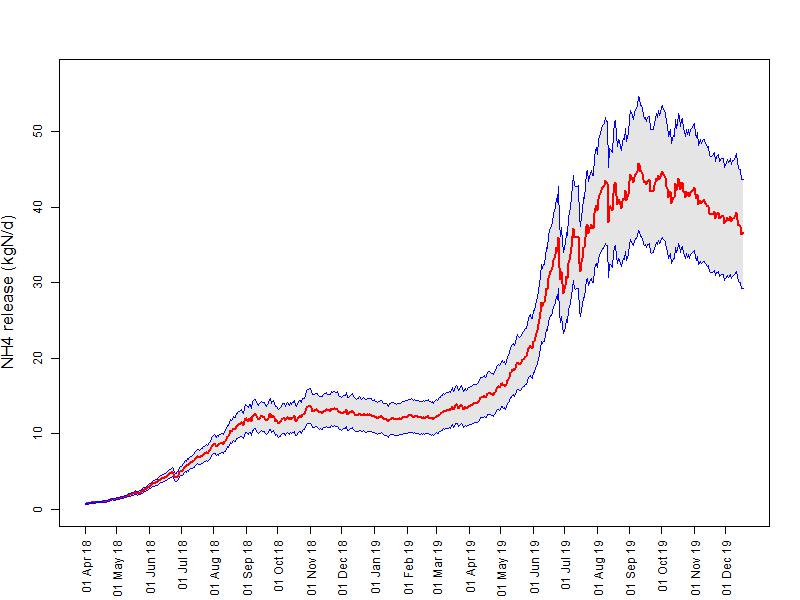 NH4 release (kgN/d)
50
40
30
20
10
0
01 Apr 18
01 May 18
01 Jun 18
01 Jul 18
01 Aug 18
01 Sep 18
01 Oct 18
01 Nov 18
01 Dec 18
01 Jan 19
01 Feb 19
01 Mar 19
01 Apr 19
01 May 19
01 Jun 19
01 Jul 19
01 Aug 19
01 Sep 19
01 Oct 19
01 Nov 19
01 Dec 19